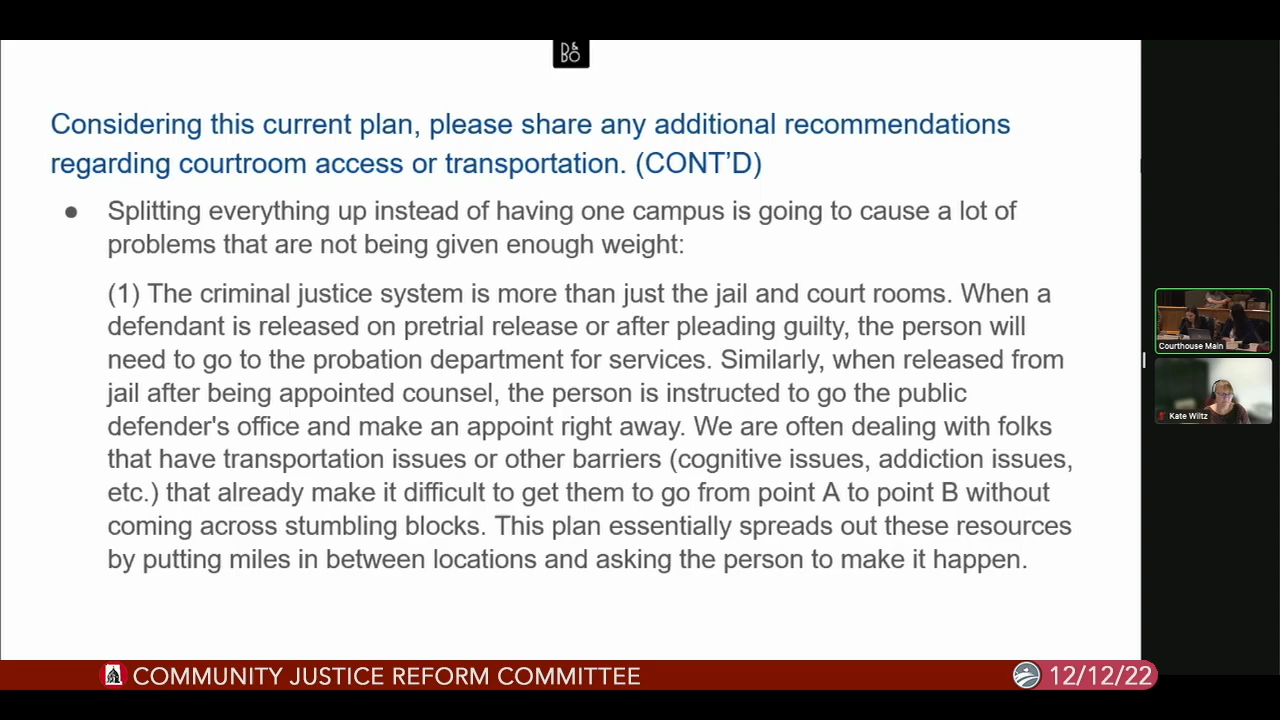 D&
BO
Considering this current plan, please share any additional recommendations
regarding courtroom access or transportation. (CONT'D)
● Splitting everything up instead of having one campus is going to cause a lot of
problems that are not being given enough weight:
(1) The criminal justice system is more than just the jail and court rooms. When a
defendant is released on pretrial release or after pleading guilty, the person will
need to go to the probation department for services. Similarly, when released from
jail after being appointed counsel, the person is instructed to go the public
defender's office and make an appoint right away. We are often dealing with folks
that have transportation issues or other barriers (cognitive issues, addiction issues,
etc.) that already make it difficult to get them to go from point A to point B without
coming across stumbling blocks. This plan essentially spreads out these resources
by putting miles in between locations and asking the person to make it happen.
Courthouse Main
Kate Wiltz
COMMUNITY JUSTICE REFORM COMMITTEE
12/12/22